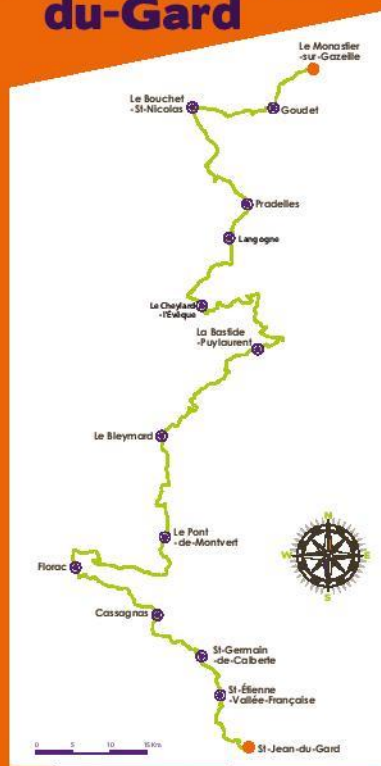 du-Gard
Le Monastier
-sur-Gazeille
Le Bouchet
-St-Nicolas
Goudet
Pradelles
Langogne
Le Cheylard
-l'Évêque
La Bastide
-Puylaurent
Le Bleymard
N
W
E
S
Le Pont
-de-Montvert
Florac
Cassagnas
St-Germain
-de-Calberte
St-Étienne
-Vallée-Française
0 5 10 15 Km
St-Jean-du-Gard